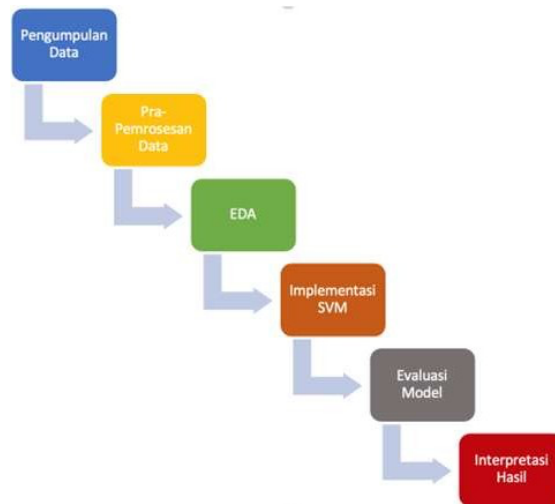 Pengumpulan
Data
Pra-
Pemrosesan
Data
EDA
Implementasi
SVM
Evaluasi
Model
Interpretasi
Hasil